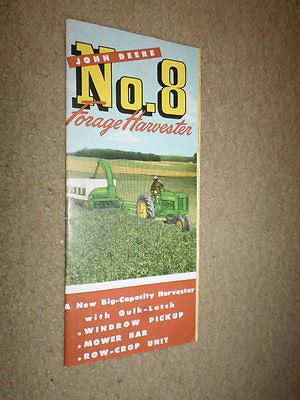 JOHN DEERE
No.8
Forage Harvester
A New Big-Capacity Harvester
with Quik-Latch
• WINDROW PICKUP
• MOWER BAR
• ROW-CROP UNIT